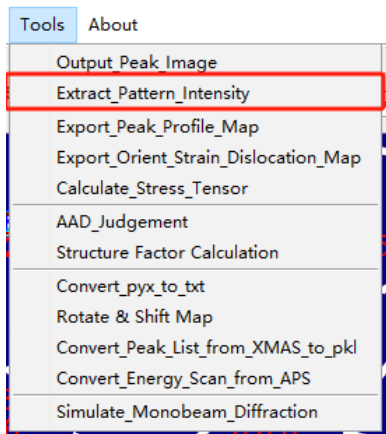 Tools About
Output_Peak_Image
Extract_Pattern_Intensity
Export_Peak_Profile_Map
Export_Orient_Strain_Dislocation_Map
Calculate_Stress_Tensor
AAD_Judgement
Structure Factor Calculation
Convert_pyx_to_txt
Rotate & Shift Map
Convert_Peak_List_from_XMAS_to_pkl
Convert_Energy_Scan_from_APS
Simulate_Monobeam_Diffraction